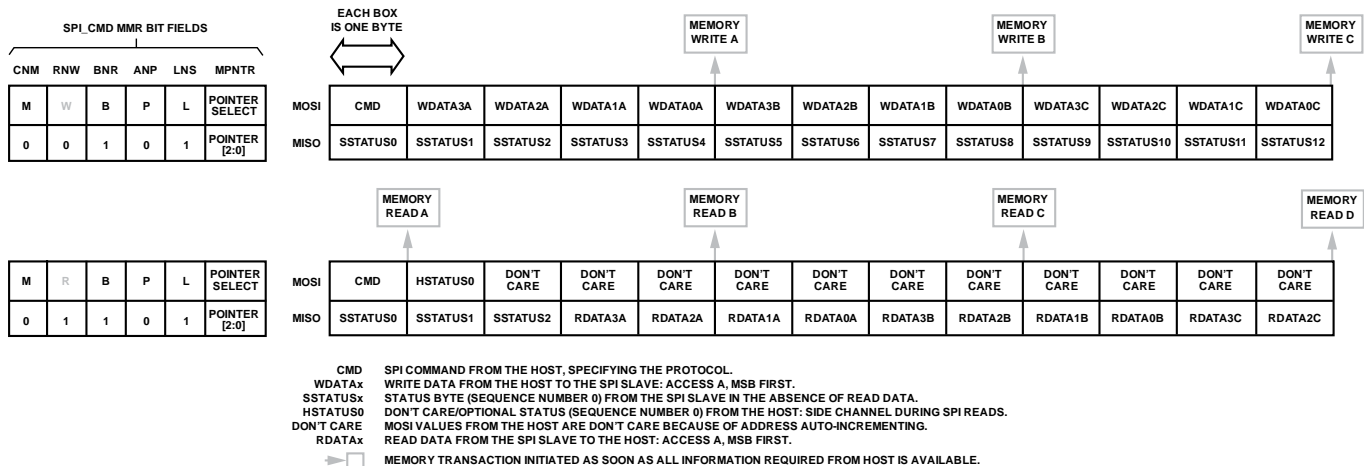 SPI_CMD MMR BIT FIELDS
EACH BOX
IS ONE BYTE
MEMORY
WRITE A
MEMORY
WRITE B
MEMORY
WRITE C
CNM RNW BNR ANP LNS MPNTR
M W B P L POINTER
SELECT
0 0 1 0 1 POINTER
[2:0]
MOSI CMD WDATA3A WDATA2A WDATA1A WDATA0A WDATA3B WDATA2B WDATA1B WDATA0B WDATA3C WDATA2C WDATA1C WDATA0C
MISO SSTATUS0 SSTATUS1 SSTATUS2 SSTATUS3 SSTATUS4 SSTATUS5 SSTATUS6 SSTATUS7 SSTATUS8 SSTATUS9 SSTATUS10 SSTATUS11 SSTATUS12
MEMORY
READ A
MEMORY
READ B
MEMORY
READ C
MEMORY
READ D
M R B P L POINTER
SELECT
0 1 1 0 1 POINTER
[2:0]
MOSI CMD HSTATUS0 DON'T DON'T DON'T DON'T DON'T DON'T DON'T DON'T DON'T DON'T DON'T
CARE CARE CARE CARE CARE CARE CARE CARE CARE CARE CARE
MISO SSTATUS0 SSTATUS1 SSTATUS2 RDATA3A RDATA2A RDATA1A RDATA0A RDATA3B RDATA2B RDATA1B RDATA0B RDATA3C RDATA2C
CMD SPI COMMAND FROM THE HOST, SPECIFYING THE PROTOCOL.
WDATAx WRITE DATA FROM THE HOST TO THE SPI SLAVE: ACCESS A, MSB FIRST.
SSTATUSx STATUS BYTE (SEQUENCE NUMBER 0) FROM THE SPI SLAVE IN THE ABSENCE OF READ DATA.
HSTATUS0 DON'T CARE/OPTIONAL STATUS (SEQUENCE NUMBER 0) FROM THE HOST: SIDE CHANNEL DURING SPI READS.
DON'T CARE MOSI VALUES FROM THE HOST ARE DON'T CARE BECAUSE OF ADDRESS AUTO-INCREMENTING.
RDATAx READ DATA FROM THE SPI SLAVE TO THE HOST: ACCESS A, MSB FIRST.
MEMORY TRANSACTION INITIATED AS SOON AS ALL INFORMATION REQUIRED FROM HOST IS AVAILABLE.